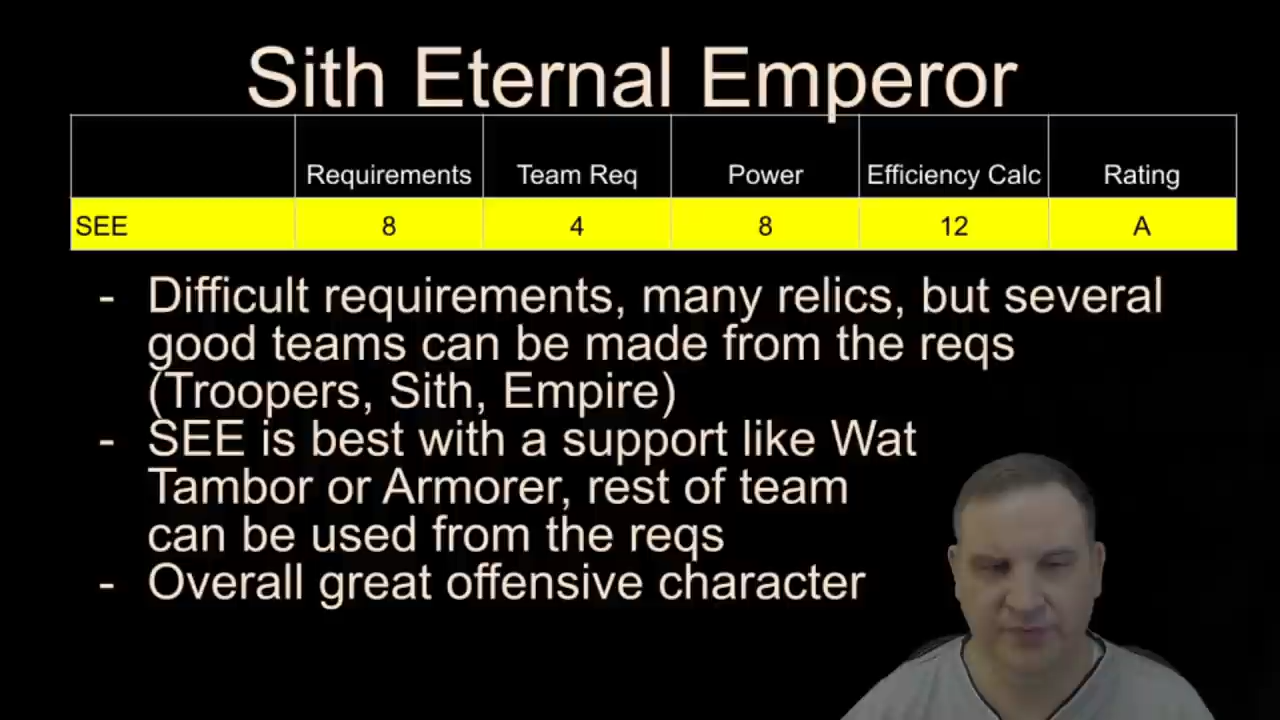 Sith Eternal Emperor
Requirements Team Req Power Efficiency Calc Rating
SEE 8 4 8 12 A
- Difficult requirements, many relics, but several
good teams can be made from the reqs
(Troopers, Sith, Empire)
- SEE is best with a support like Wat
Tambor or Armorer, rest of team
can be used from the reqs
- Overall great offensive character